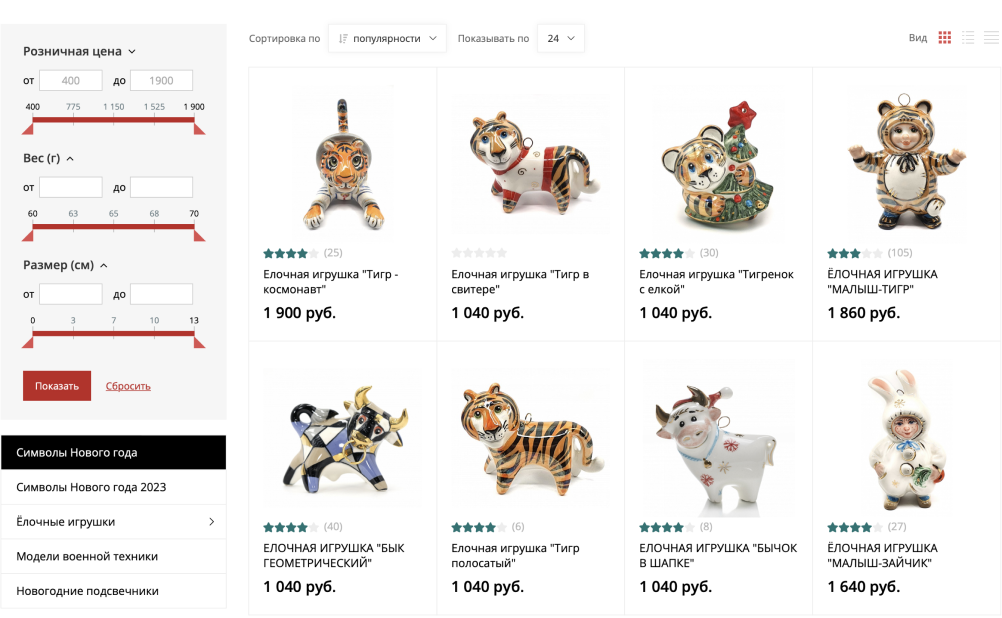 Розничная цена
от 400 до 1900
400 775 1 150 1 525 1 900
Вес (г)
от до
60 63 65 68 70
Размер (см)
от до
0 3 7 10 13
Показать Сбросить
Символы Нового года
Символы Нового года 2023
Ёлочные игрушки
Модели военной техники
Новогодние подсвечники
Сортировка по популярности Показывать по 24 Вид
(25)
Елочная игрушка "Тигр -
космонавт"
1 900 руб.
Елочная игрушка "Тигр в
свитере"
1 040 руб.
(30)
Елочная игрушка "Тигренок
с елкой"
1 040 руб.
(105)
ЁЛОЧНАЯ ИГРУШКА
"МАЛЫШ-ТИГР"
1 860 руб.
(40)
ЕЛОЧНАЯ ИГРУШКА "БЫК
ГЕОМЕТРИЧЕСКИЙ"
1 040 руб.
(6)
Елочная игрушка "Тигр
полосатый"
1 040 руб.
(8)
ЕЛОЧНАЯ ИГРУШКА "БЫЧОК
В ШАПКЕ"
1 040 руб.
(27)
ЁЛОЧНАЯ ИГРУШКА
"МАЛЫШ-ЗАЙЧИК"
1 640 руб.